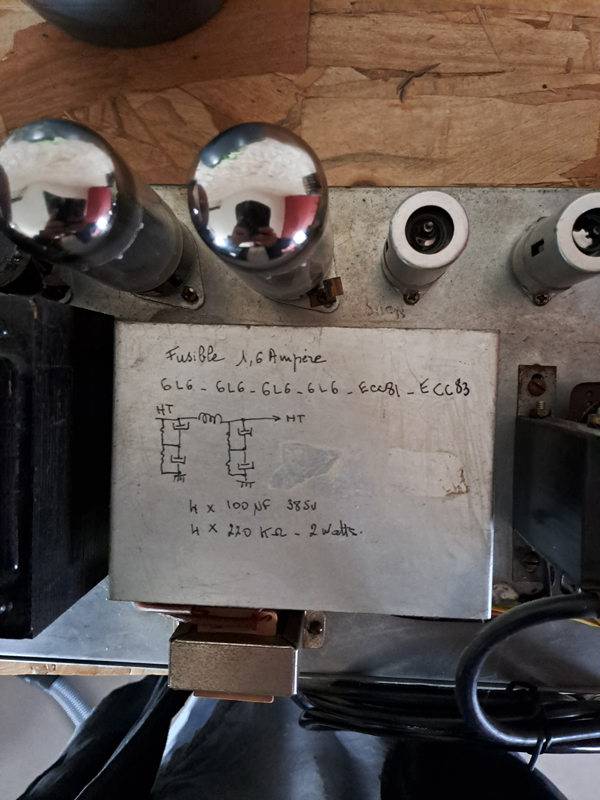 Fusible 1,6 Ampère
6L6 - 6L6 - 6L6 - 6L6 - ECC81 - ECC83
HT HT
4 x 100 µF 385V
4 x 220 KΩ - 2 Watts.